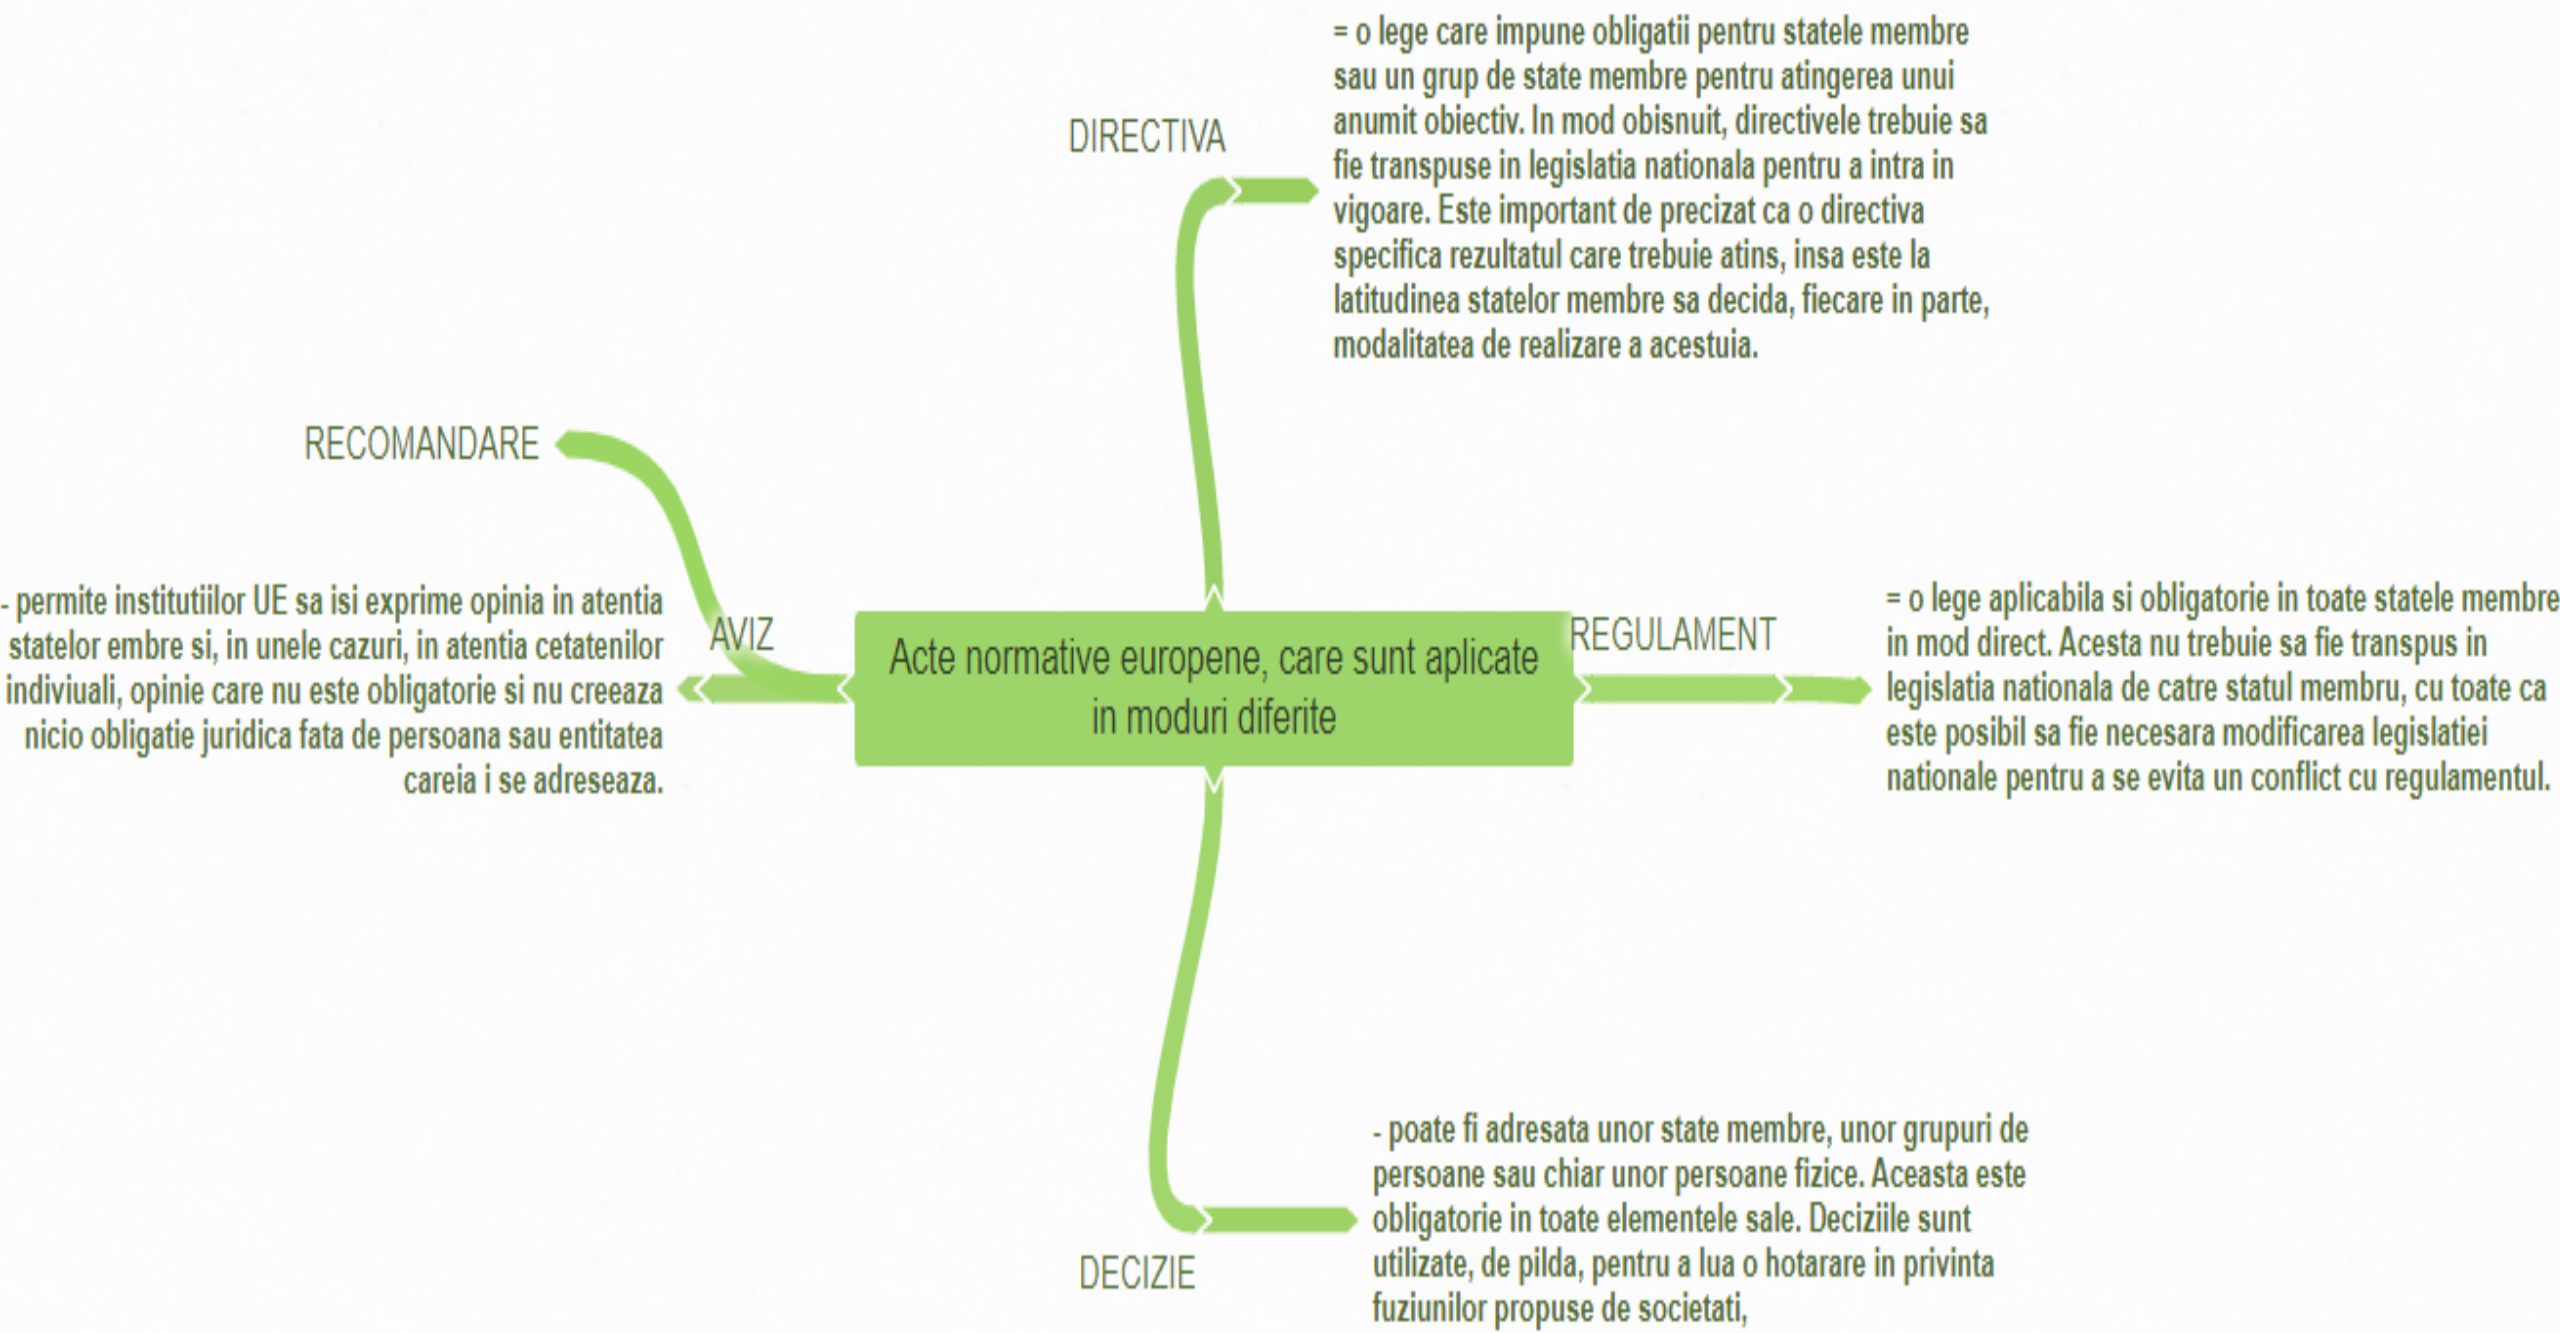 = o lege care impune obligatii pentru statele membre
sau un grup de state membre pentru atingerea unui
anumit obiectiv. In mod obisnuit, directivele trebuie sa
fie transpuse in legislatia nationala pentru a intra in
vigoare. Este important de precizat ca o directiva
specifica rezultatul care trebuie atins, insa este la
latitudinea statelor membre sa decida, fiecare in parte,
modalitatea de realizare a acestuia.
DIRECTIVA
RECOMANDARE
- permite institutiilor UE sa isi exprime opinia in atentia
statelor embre si, in unele cazuri, in atentia cetatenilor
indiviuali, opinie care nu este obligatorie si nu creeaza
nicio obligatie juridica fata de persoana sau entitatea
careia i se adreseaza.
AVIZ
Acte normative europene, care sunt aplicate
in moduri diferite
REGULAMENT
= o lege aplicabila si obligatorie in toate statele membre
in mod direct. Acesta nu trebuie sa fie transpus in
legislatia nationala de catre statul membru, cu toate ca
este posibil sa fie necesara modificarea legislatiei
nationale pentru a se evita un conflict cu regulamentul.
- poate fi adresata unor state membre, unor grupuri de
persoane sau chiar unor persoane fizice. Aceasta este
obligatorie in toate elementele sale. Deciziile sunt
utilizate, de pilda, pentru a lua o hotarare in privinta
fuziunilor propuse de societati,
DECIZIE